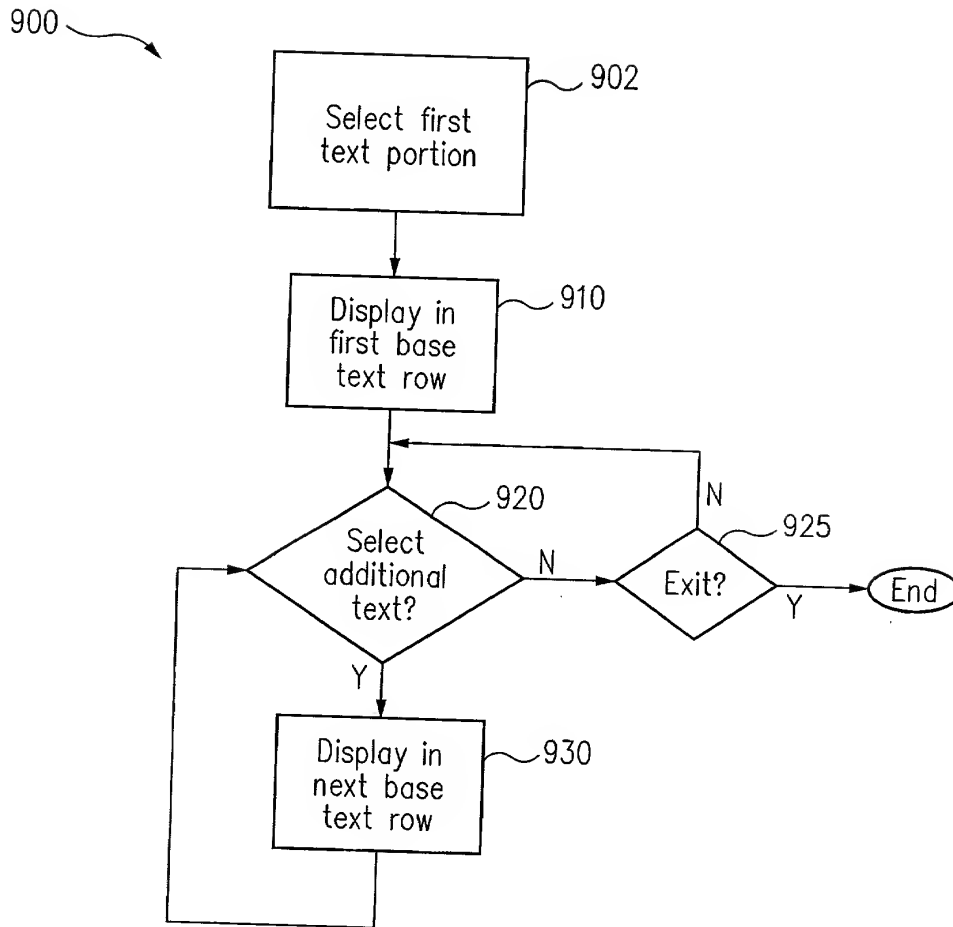 900
902
Select first
text portion
910
Display in
first base
text row
920
Select
additional
text?
N
N
925
Exit?
Y
End
Y
930
Display in
next base
text row